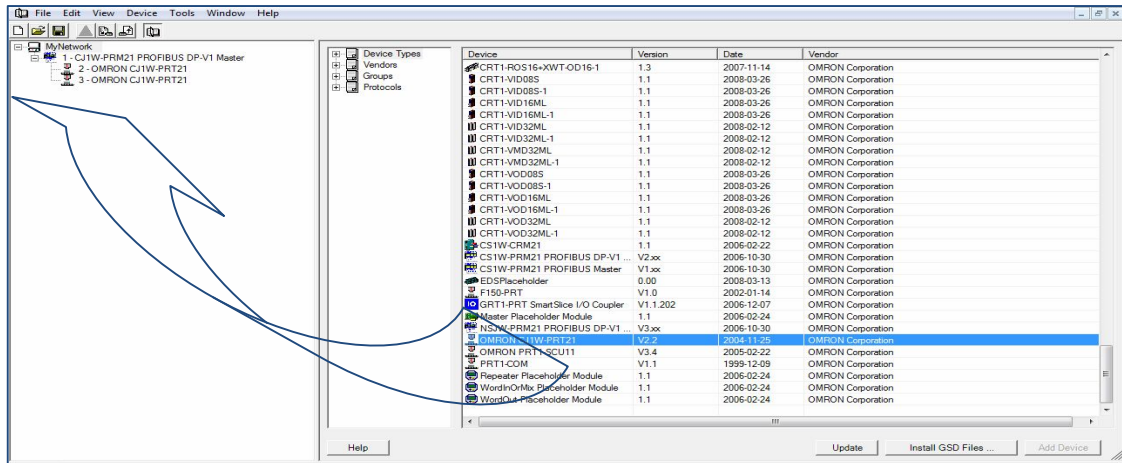 File Edit View Device Tools Window Help
MyNetwork
1 - CJ1W-PRM21 PROFIBUS DP-V1 Master
2 - OMRON CJ1W-PRT21
3 - OMRON CJ1W-PRT21
Device Types
Vendors
Groups
Protocols
Device Version Date Vendor
CRT1-ROS16+XWT-OD16-1 1.3 2007-11-14 OMRON Corporation
CRT1-VID08S 1.1 2008-03-26 OMRON Corporation
CRT1-VID08S-1 1.1 2008-03-26 OMRON Corporation
CRT1-VID16ML 1.1 2008-03-26 OMRON Corporation
CRT1-VID16ML-1 1.1 2008-03-26 OMRON Corporation
CRT1-VID32ML 1.1 2008-02-12 OMRON Corporation
CRT1-VID32ML-1 1.1 2008-02-12 OMRON Corporation
CRT1-VMD32ML 1.1 2008-02-12 OMRON Corporation
CRT1-VMD32ML-1 1.1 2008-02-12 OMRON Corporation
CRT1-VOD08S 1.1 2008-03-26 OMRON Corporation
CRT1-VOD08S-1 1.1 2008-03-26 OMRON Corporation
CRT1-VOD16ML 1.1 2008-03-26 OMRON Corporation
CRT1-VOD16ML-1 1.1 2008-03-26 OMRON Corporation
CRT1-VOD32ML 1.1 2008-02-12 OMRON Corporation
CRT1-VOD32ML-1 1.1 2008-02-12 OMRON Corporation
CS1W-CRM21 1.1 2006-02-22 OMRON Corporation
CS1W-PRM21 PROFIBUS DP-V1 ... V2.xx 2006-10-30 OMRON Corporation
CS1W-PRM21 PROFIBUS Master V1.xx 2006-10-30 OMRON Corporation
EDSPlaceholder 0.00 2008-03-13 OMRON Corporation
F150-PRT V1.0 2002-01-14 OMRON Corporation
GRT1-PRT SmartSlice I/O Coupler V1.1.202 2006-12-07 OMRON Corporation
Master Placeholder Module 1.1 2006-02-24 OMRON Corporation
NSJW-PRM21 PROFIBUS DP-V1 ... V3.xx 2006-10-30 OMRON Corporation
OMRON CJ1W-PRT21 V2.2 2004-11-25 OMRON Corporation
OMRON PRT1-SCU11 V3.4 2005-02-22 OMRON Corporation
PRT1-COM V1.1 1999-12-09 OMRON Corporation
Repeater Placeholder Module 1.1 2006-02-24 OMRON Corporation
WordInOrMix Placeholder Module 1.1 2006-02-24 OMRON Corporation
WordOut Placeholder Module 1.1 2006-02-24 OMRON Corporation
Help Update Install GSD Files ... Add Device